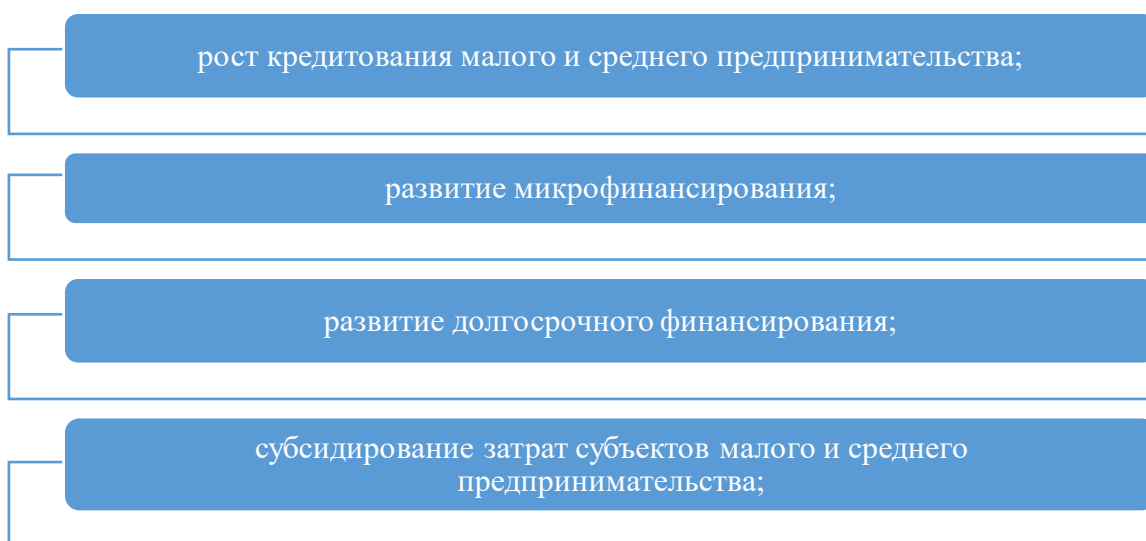 рост кредитования малого и среднего предпринимательства;
развитие микрофинансирования;
развитие долгосрочного финансирования;
субсидирование затрат субъектов малого и среднего
предпринимательства;